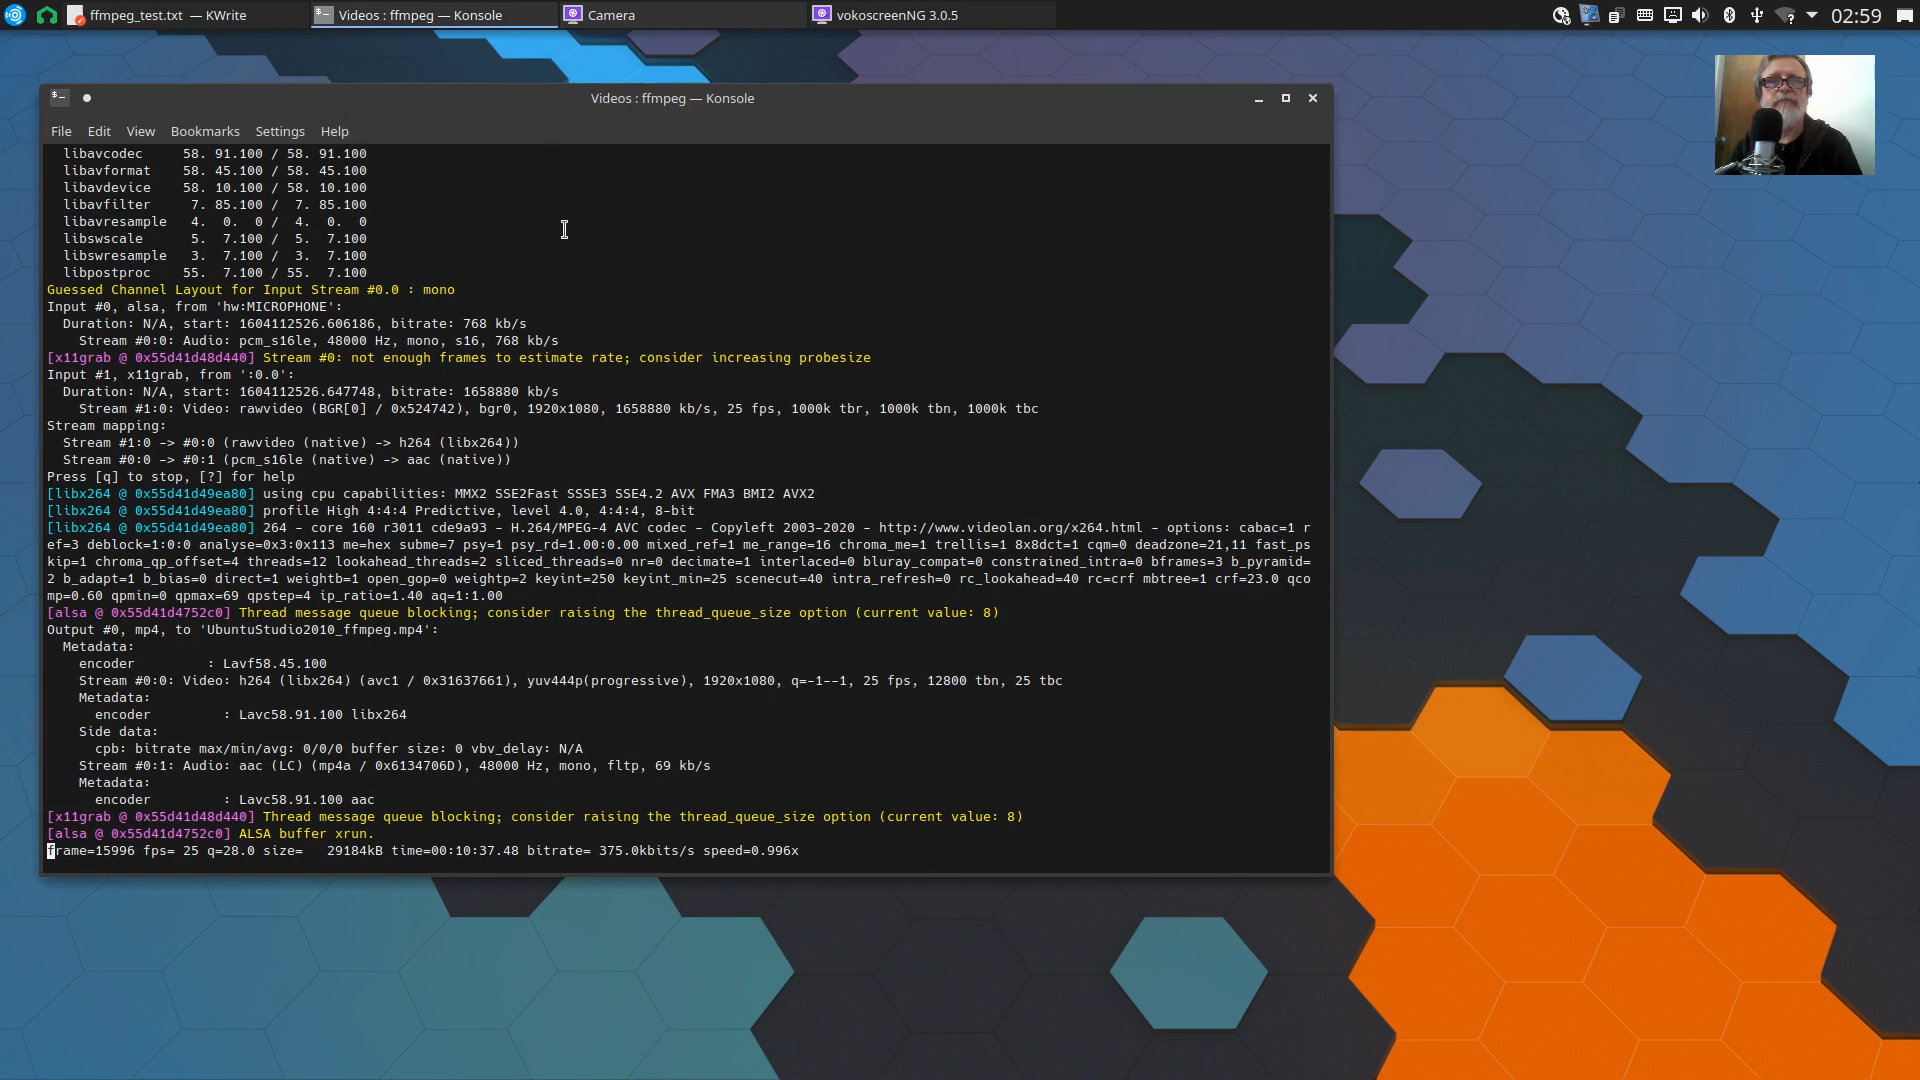 ffmpeg_test.txt — KWrite
Videos : ffmpeg — Konsole
Camera
vokoscreenNG 3.0.5
02:59
Videos : ffmpeg — Konsole
File Edit View Bookmarks Settings Help
libavcodec     58. 91.100 / 58. 91.100
libavformat    58. 45.100 / 58. 45.100
libavdevice    58. 10.100 / 58. 10.100
libavfilter     7. 85.100 /  7. 85.100
libavresample   4.  0.  0 /  4.  0.  0
libswscale      5.  7.100 /  5.  7.100
libswresample   3.  7.100 /  3.  7.100
libpostproc    55.  7.100 / 55.  7.100
Guessed Channel Layout for Input Stream #0.0 : mono
Input #0, alsa, from 'hw:MICROPHONE':
Duration: N/A, start: 1604112526.606186, bitrate: 768 kb/s
Stream #0:0: Audio: pcm_s16le, 48000 Hz, mono, s16, 768 kb/s
[x11grab @ 0x55d41d48d440] Stream #0: not enough frames to estimate rate; consider increasing probesize
Input #1, x11grab, from ':0.0':
Duration: N/A, start: 1604112526.647748, bitrate: 1658880 kb/s
Stream #1:0: Video: rawvideo (BGR[0] / 0x524742), bgr0, 1920x1080, 1658880 kb/s, 25 fps, 1000k tbr, 1000k tbn, 1000k tbc
Stream mapping:
Stream #1:0 -> #0:0 (rawvideo (native) -> h264 (libx264))
Stream #0:0 -> #0:1 (pcm_s16le (native) -> aac (native))
Press [q] to stop, [?] for help
[libx264 @ 0x55d41d49ea80] using cpu capabilities: MMX2 SSE2Fast SSSE3 SSE4.2 AVX FMA3 BMI2 AVX2
[libx264 @ 0x55d41d49ea80] profile High 4:4:4 Predictive, level 4.0, 4:4:4, 8-bit
[libx264 @ 0x55d41d49ea80] 264 - core 160 r3011 cde9a93 - H.264/MPEG-4 AVC codec - Copyleft 2003-2020 - http://www.videolan.org/x264.html - options: cabac=1 r
ef=3 deblock=1:0:0 analyse=0x3:0x113 me=hex subme=7 psy=1 psy_rd=1.00:0.00 mixed_ref=1 me_range=16 chroma_me=1 trellis=1 8x8dct=1 cqm=0 deadzone=21,11 fast_ps
kip=1 chroma_qp_offset=4 threads=12 lookahead_threads=2 sliced_threads=0 nr=0 decimate=1 interlaced=0 bluray_compat=0 constrained_intra=0 bframes=3 b_pyramid=
2 b_adapt=1 b_bias=0 direct=1 weightb=1 open_gop=0 weightp=2 keyint=250 keyint_min=25 scenecut=40 intra_refresh=0 rc_lookahead=40 rc=crf mbtree=1 crf=23.0 qco
mp=0.60 qpmin=0 qpmax=69 qpstep=4 ip_ratio=1.40 aq=1:1.00
[alsa @ 0x55d41d4752c0] Thread message queue blocking; consider raising the thread_queue_size option (current value: 8)
Output #0, mp4, to 'UbuntuStudio2010_ffmpeg.mp4':
Metadata:
encoder         : Lavf58.45.100
Stream #0:0: Video: h264 (libx264) (avc1 / 0x31637661), yuv444p(progressive), 1920x1080, q=-1--1, 25 fps, 12800 tbn, 25 tbc
Metadata:
encoder         : Lavc58.91.100 libx264
Side data:
cpb: bitrate max/min/avg: 0/0/0 buffer size: 0 vbv_delay: N/A
Stream #0:1: Audio: aac (LC) (mp4a / 0x6134706D), 48000 Hz, mono, fltp, 69 kb/s
Metadata:
encoder         : Lavc58.91.100 aac
[x11grab @ 0x55d41d48d440] Thread message queue blocking; consider raising the thread_queue_size option (current value: 8)
[alsa @ 0x55d41d4752c0] ALSA buffer xrun.
frame=15996 fps= 25 q=28.0 size=   29184kB time=00:10:37.48 bitrate= 375.0kbits/s speed=0.996x